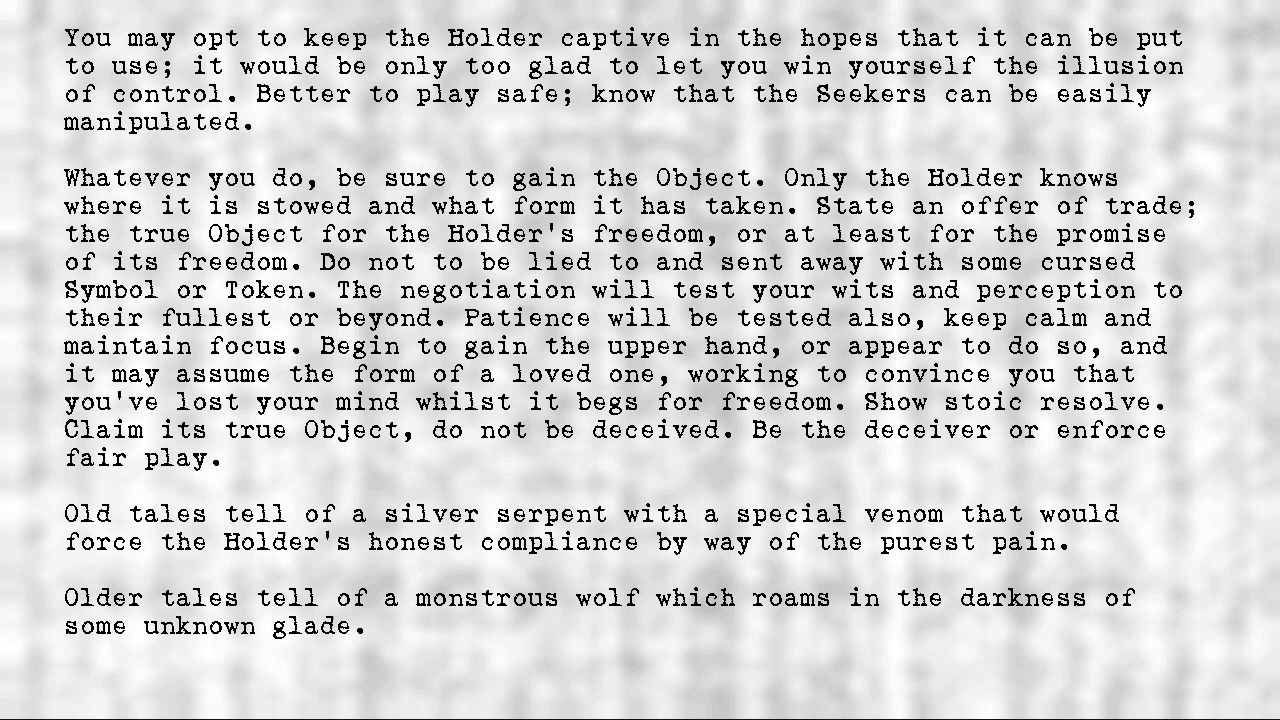 You may opt to keep the Holder captive in the hopes that it can be put
to use; it would be only too glad to let you win yourself the illusion
of control. Better to play safe; know that the Seekers can be easily
manipulated.
Whatever you do, be sure to gain the Object. Only the Holder knows
where it is stowed and what form it has taken. State an offer of trade;
the true Object for the Holder's freedom, or at least for the promise
of its freedom. Do not to be lied to and sent away with some cursed
Symbol or Token. The negotiation will test your wits and perception to
their fullest or beyond. Patience will be tested also, keep calm and
maintain focus. Begin to gain the upper hand, or appear to do so, and
it may assume the form of a loved one, working to convince you that
you've lost your mind whilst it begs for freedom. Show stoic resolve.
Claim its true Object, do not be deceived. Be the deceiver or enforce
fair play.
Old tales tell of a silver serpent with a special venom that would
force the Holder's honest compliance by way of the purest pain.
Older tales tell of a monstrous wolf which roams in the darkness of
some unknown glade.